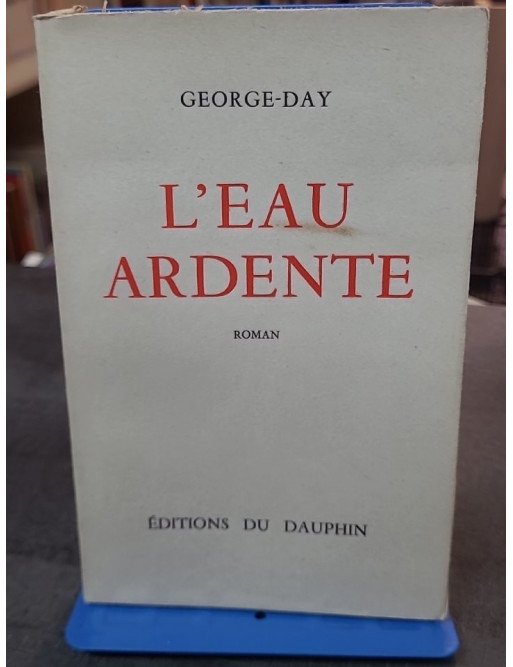 GEORGE-DAY
L'EAU
ARDENTE
ROMAN
ÉDITIONS DU DAUPHIN